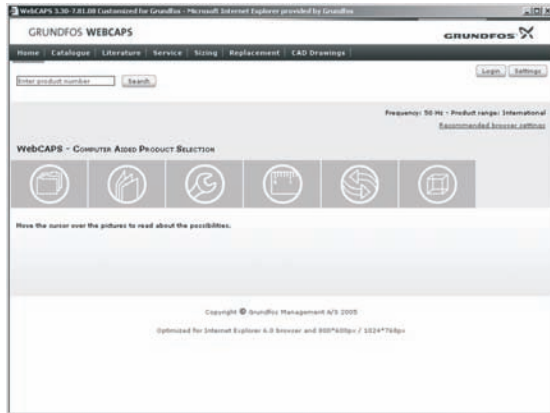 WebCAPS 3.30-7.01.00 Customized for Grundfos - Microsoft Internet Explorer provided by Grundfos
GRUNDFOS WEBCAPS
GRUNDFOS
Home Catalogue Literature Service Sizing Replacement CAD Drawings
Login Settings
Enter product number Search
Frequency: 50 Hz - Product range: International
Recommended browser settings
WebCAPS - Computer Aided Product Selection
Move the cursor over the pictures to read about the possibilities.
Copyright © Grundfos Management A/S 2005
Optimized for Internet Explorer 6.0 browser and 800*600px / 1024*768px